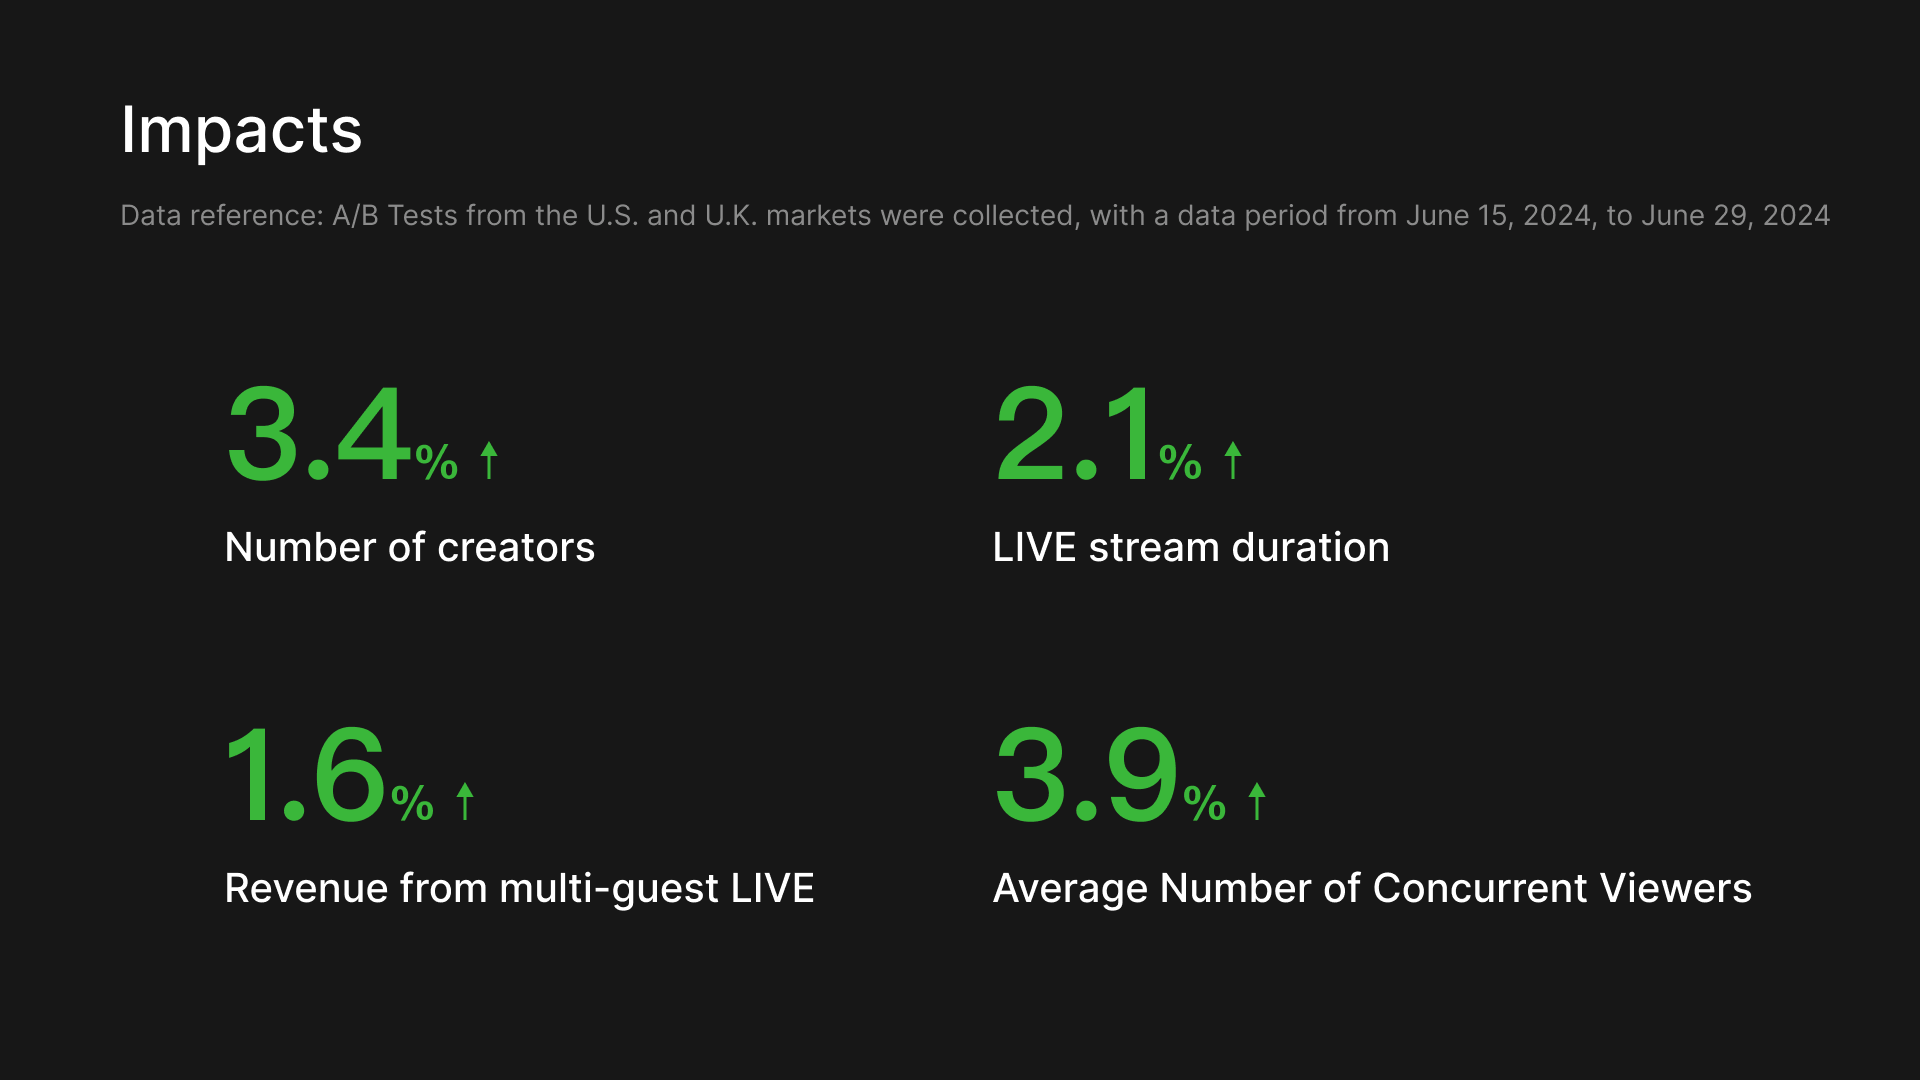 Impacts
Data reference: A/B Tests from the U.S. and U.K. markets were collected, with a data period from June 15, 2024, to June 29, 2024
3.4% ↑
Number of creators
2.1% ↑
LIVE stream duration
1.6% ↑
Revenue from multi-guest LIVE
3.9% ↑
Average Number of Concurrent Viewers